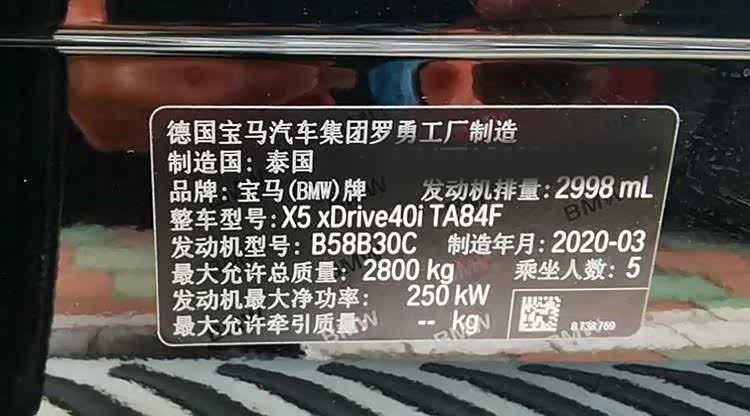 德国宝马汽车集团罗勇工厂制造
制造国: 泰国
品牌: 宝马(BMW)牌 发动机排量: 2998 mL
整车型号: X5 xDrive40i TA84F
发动机型号: B58B30C 制造年月: 2020-03
最大允许总质量: 2800 kg 乘坐人数: 5
发动机最大净功率: 250 kW
最大允许牵引质量: -- kg
8 738 769